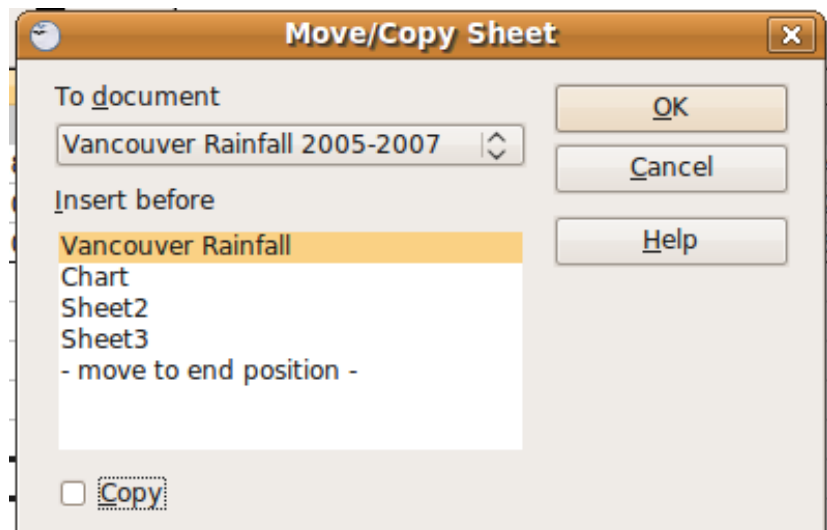 Move/Copy Sheet
To document
Vancouver Rainfall 2005-2007
Insert before
Vancouver Rainfall
Chart
Sheet2
Sheet3
- move to end position -
Copy
OK
Cancel
Help